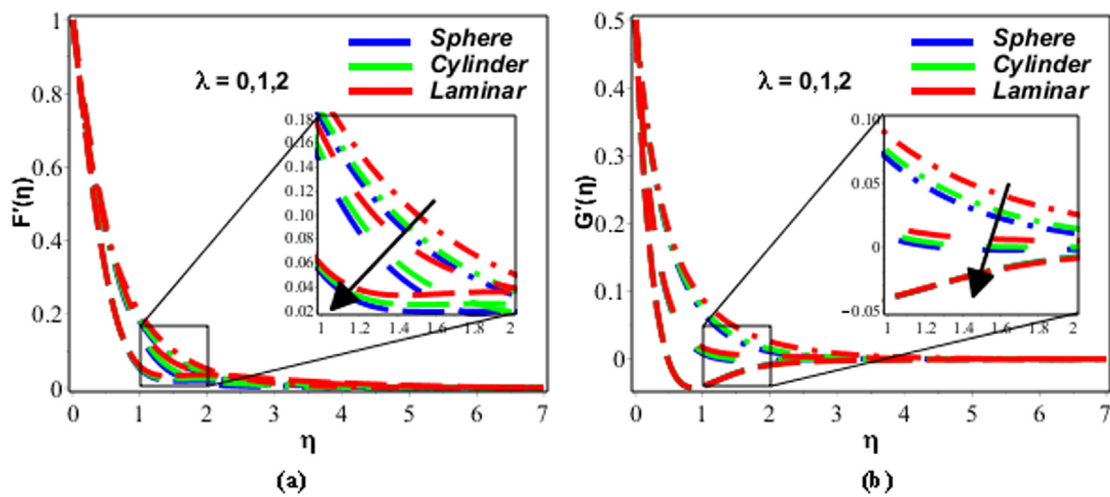 1
0.8
0.6
0.4
0.2
0
F'(η)
Sphere
Cylinder
Laminar
λ = 0,1,2
0.18
0.16
0.14
0.12
0.10
0.08
0.06
0.04
0.02
1 1.2 1.4 1.6 1.8 2
0 1 2 3 4 5 6 7
η
(a)
0.5
0.4
0.3
0.2
0.1
0
G'(η)
Sphere
Cylinder
Laminar
λ = 0,1,2
0.10
0.05
0
−0.05
1.2 1.4 1.6 1.8 2
0 1 2 3 4 5 6 7
η
(b)